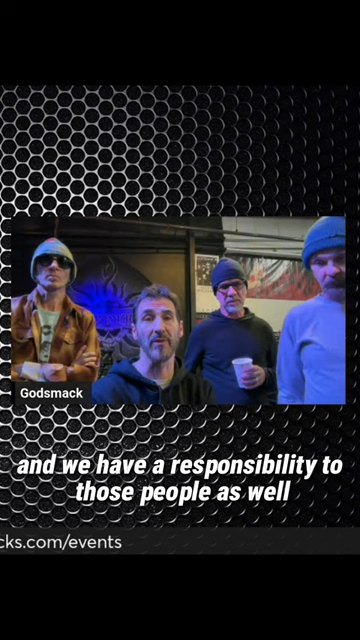 Godsmack
and we have a responsibility to
those people as well
cks.com/events